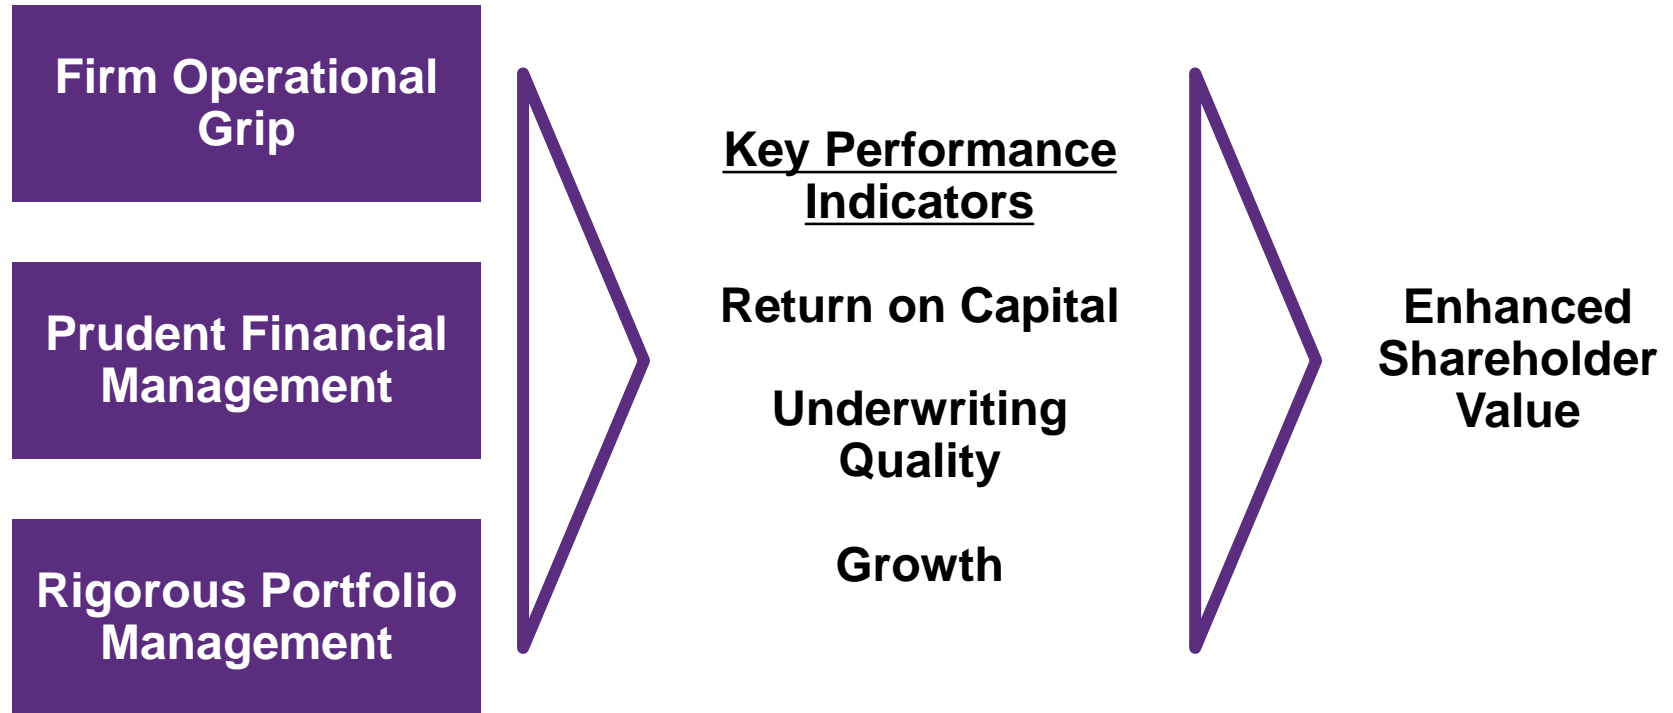 Firm Operational
Grip
Prudent Financial
Management
Rigorous Portfolio
Management
Key Performance
Indicators
Return on Capital
Underwriting
Quality
Growth
Enhanced
Shareholder
Value